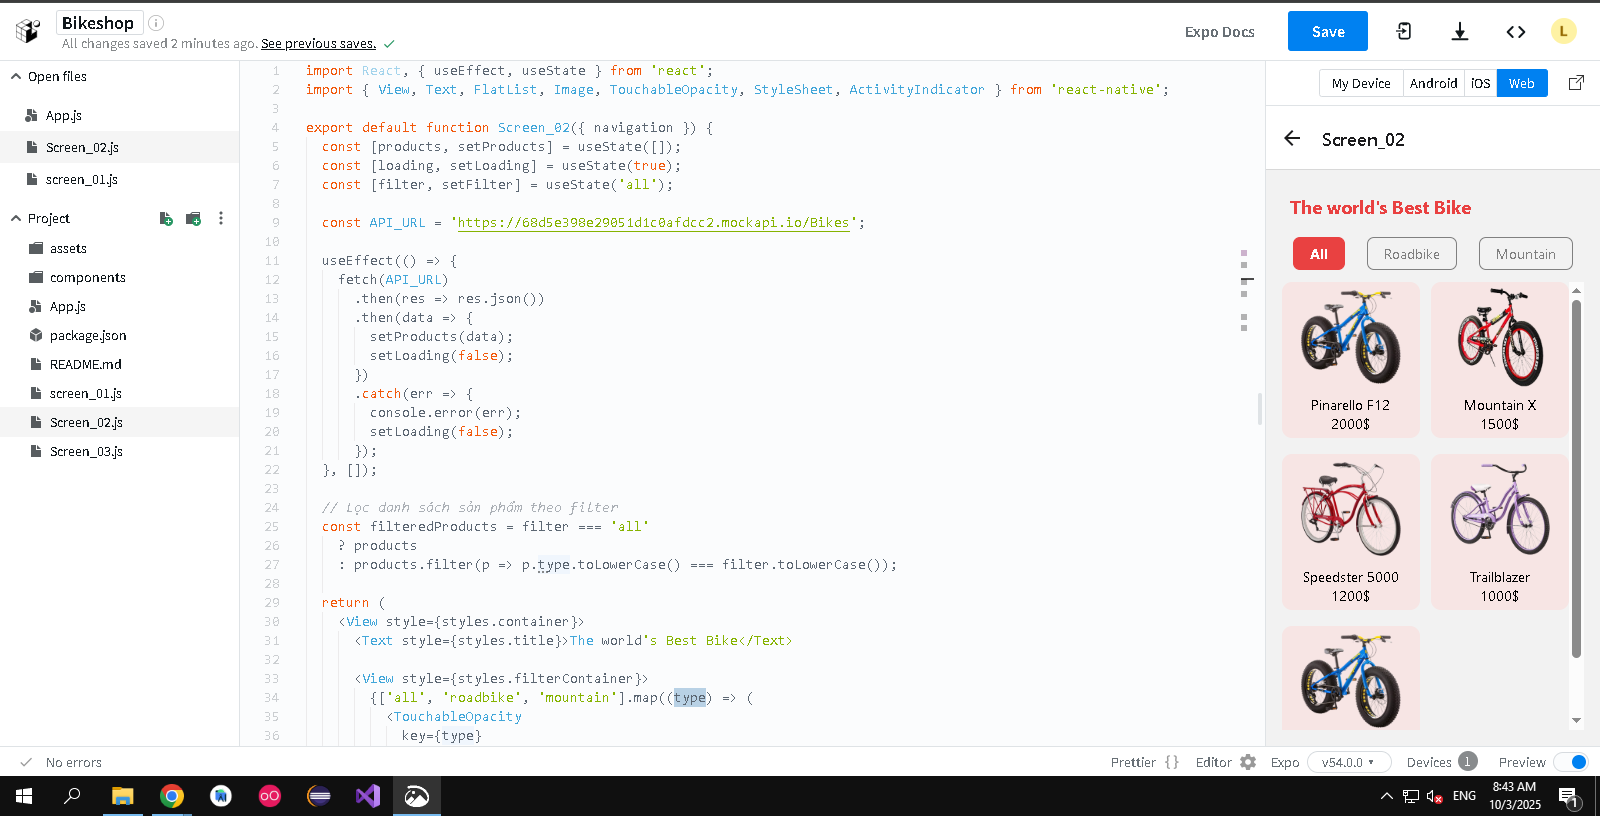 Bikeshop
All changes saved 2 minutes ago. See previous saves.
Expo Docs
Save
L
Open files
App.js
Screen_02.js
screen_01.js
Project
assets
components
App.js
package.json
README.md
screen_01.js
Screen_02.js
Screen_03.js
1 import React, { useEffect, useState } from 'react';
2 import { View, Text, FlatList, Image, TouchableOpacity, StyleSheet, ActivityIndicator } from 'react-native';
3
4 export default function Screen_02({ navigation }) {
5 const [products, setProducts] = useState([]);
6 const [loading, setLoading] = useState(true);
7 const [filter, setFilter] = useState('all');
8
9 const API_URL = 'https://68d5e398e29051d1c0afdcc2.mockapi.io/Bikes';
10
11 useEffect(() => {
12 fetch(API_URL)
13 .then(res => res.json())
14 .then(data => {
15 setProducts(data);
16 setLoading(false);
17 })
18 .catch(err => {
19 console.error(err);
20 setLoading(false);
21 });
22 }, []);
23
24 // Lọc danh sách sản phẩm theo filter
25 const filteredProducts = filter === 'all'
26 ? products
27 : products.filter(p => p.type.toLowerCase() === filter.toLowerCase());
28
29 return (
30 <View style={styles.container}>
31 <Text style={styles.title}>The world's Best Bike</Text>
32
33 <View style={styles.filterContainer}>
34 {['all', 'roadbike', 'mountain'].map((type) => (
35 <TouchableOpacity
36 key={type}
My Device Android iOS Web
Screen_02
The world's Best Bike
All Roadbike Mountain
Pinarello F12
2000$
Mountain X
1500$
Speedster 5000
1200$
Trailblazer
1000$
No errors
Prettier { } Editor Expo v54.0.0 Devices 1 Preview
ENG
8:43 AM
10/3/2025
1